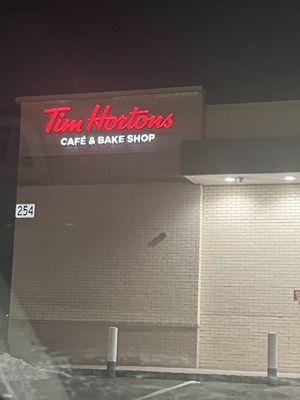 Tim Hortons
CAFÉ & BAKE SHOP
254